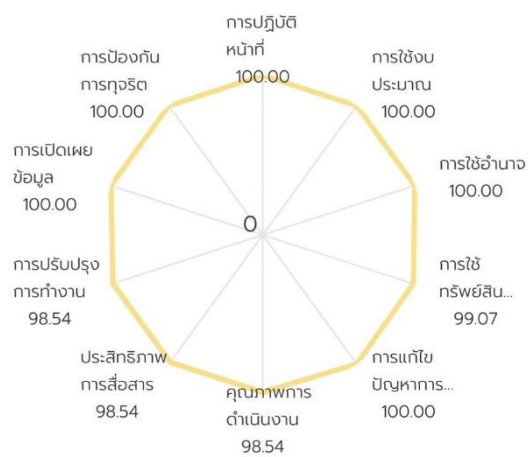 การปฏิบัติ
หน้าที่
100.00
การใช้งบ
ประมาณ
100.00
การใช้อำนาจ
100.00
การใช้
ทรัพย์สิน...
99.07
การแก้ไข
ปัญหาการ...
100.00
คุณภาพการ
ดำเนินงาน
98.54
ประสิทธิภาพ
การสื่อสาร
98.54
การปรับปรุง
การทำงาน
98.54
การเปิดเผย
ข้อมูล
100.00
การป้องกัน
การทุจริต
100.00
0